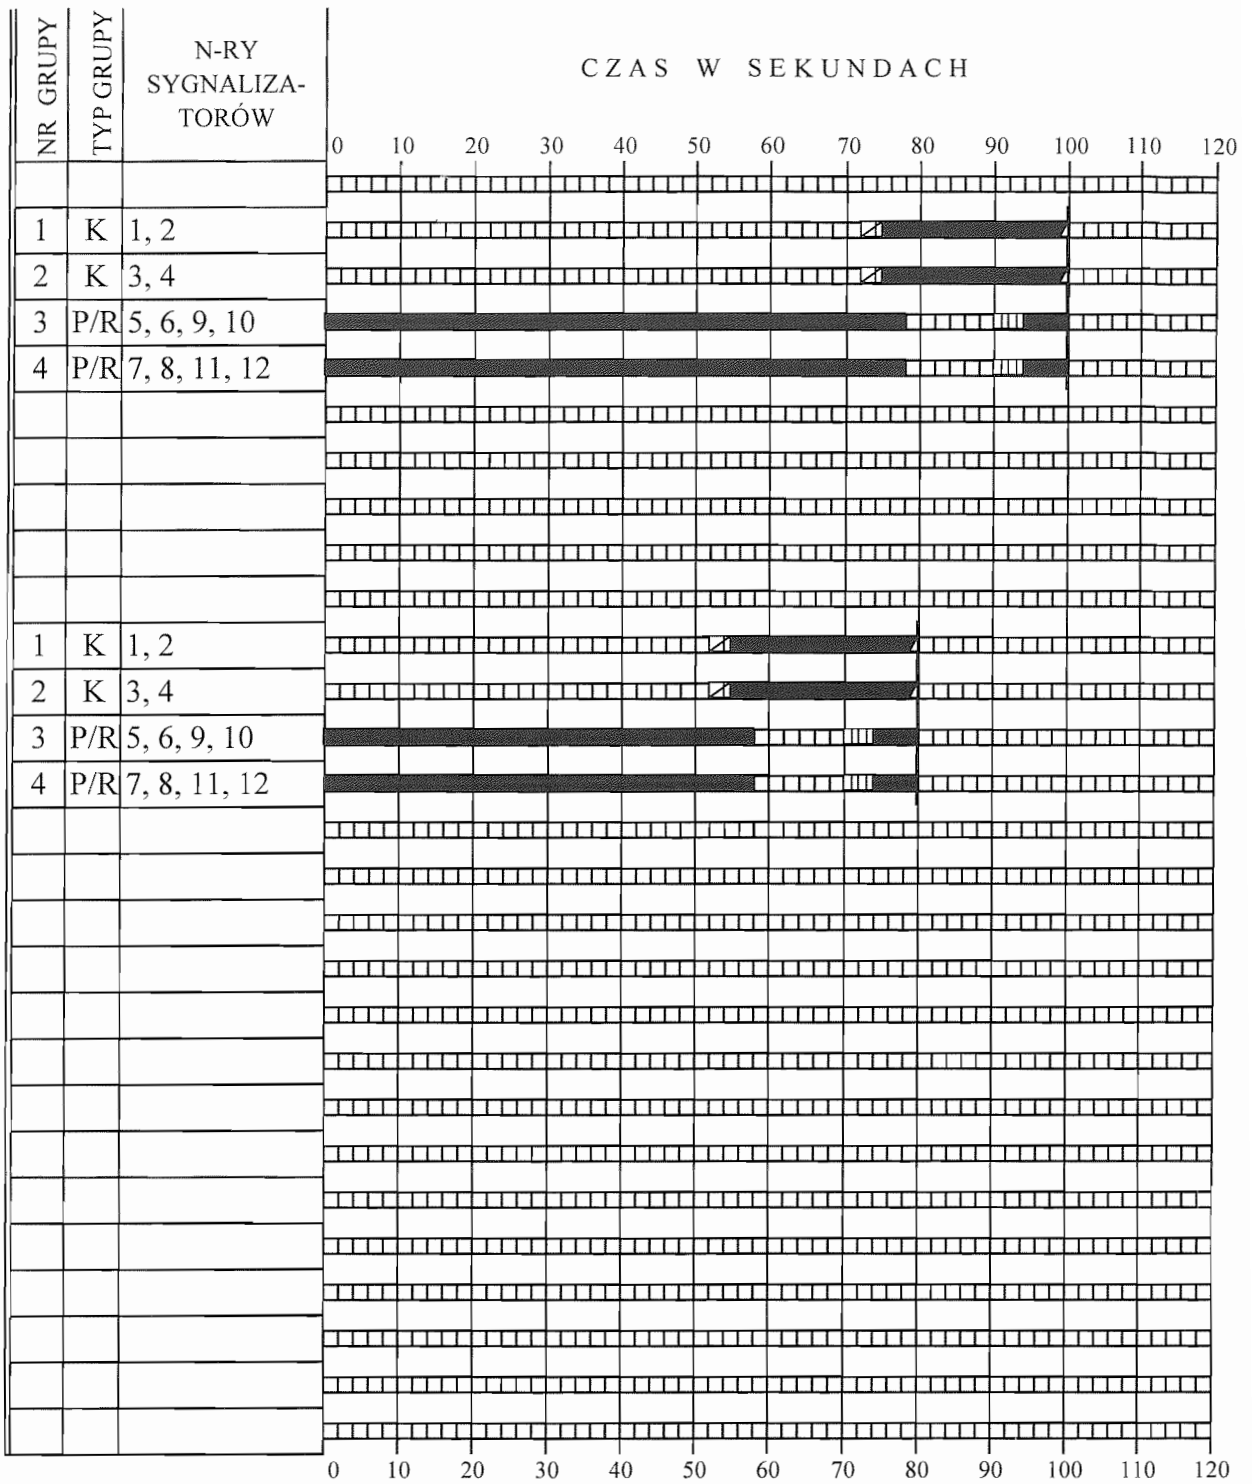 NR GRUPY
TYP GRUPY
N-RY
SYGNALIZA-
TORÓW
CZAS W SEKUNDACH
0 10 20 30 40 50 60 70 80 90 100 110 120
1 K 1, 2
2 K 3, 4
3 P/R 5, 6, 9, 10
4 P/R 7, 8, 11, 12
1 K 1, 2
2 K 3, 4
3 P/R 5, 6, 9, 10
4 P/R 7, 8, 11, 12
0 10 20 30 40 50 60 70 80 90 100 110 120